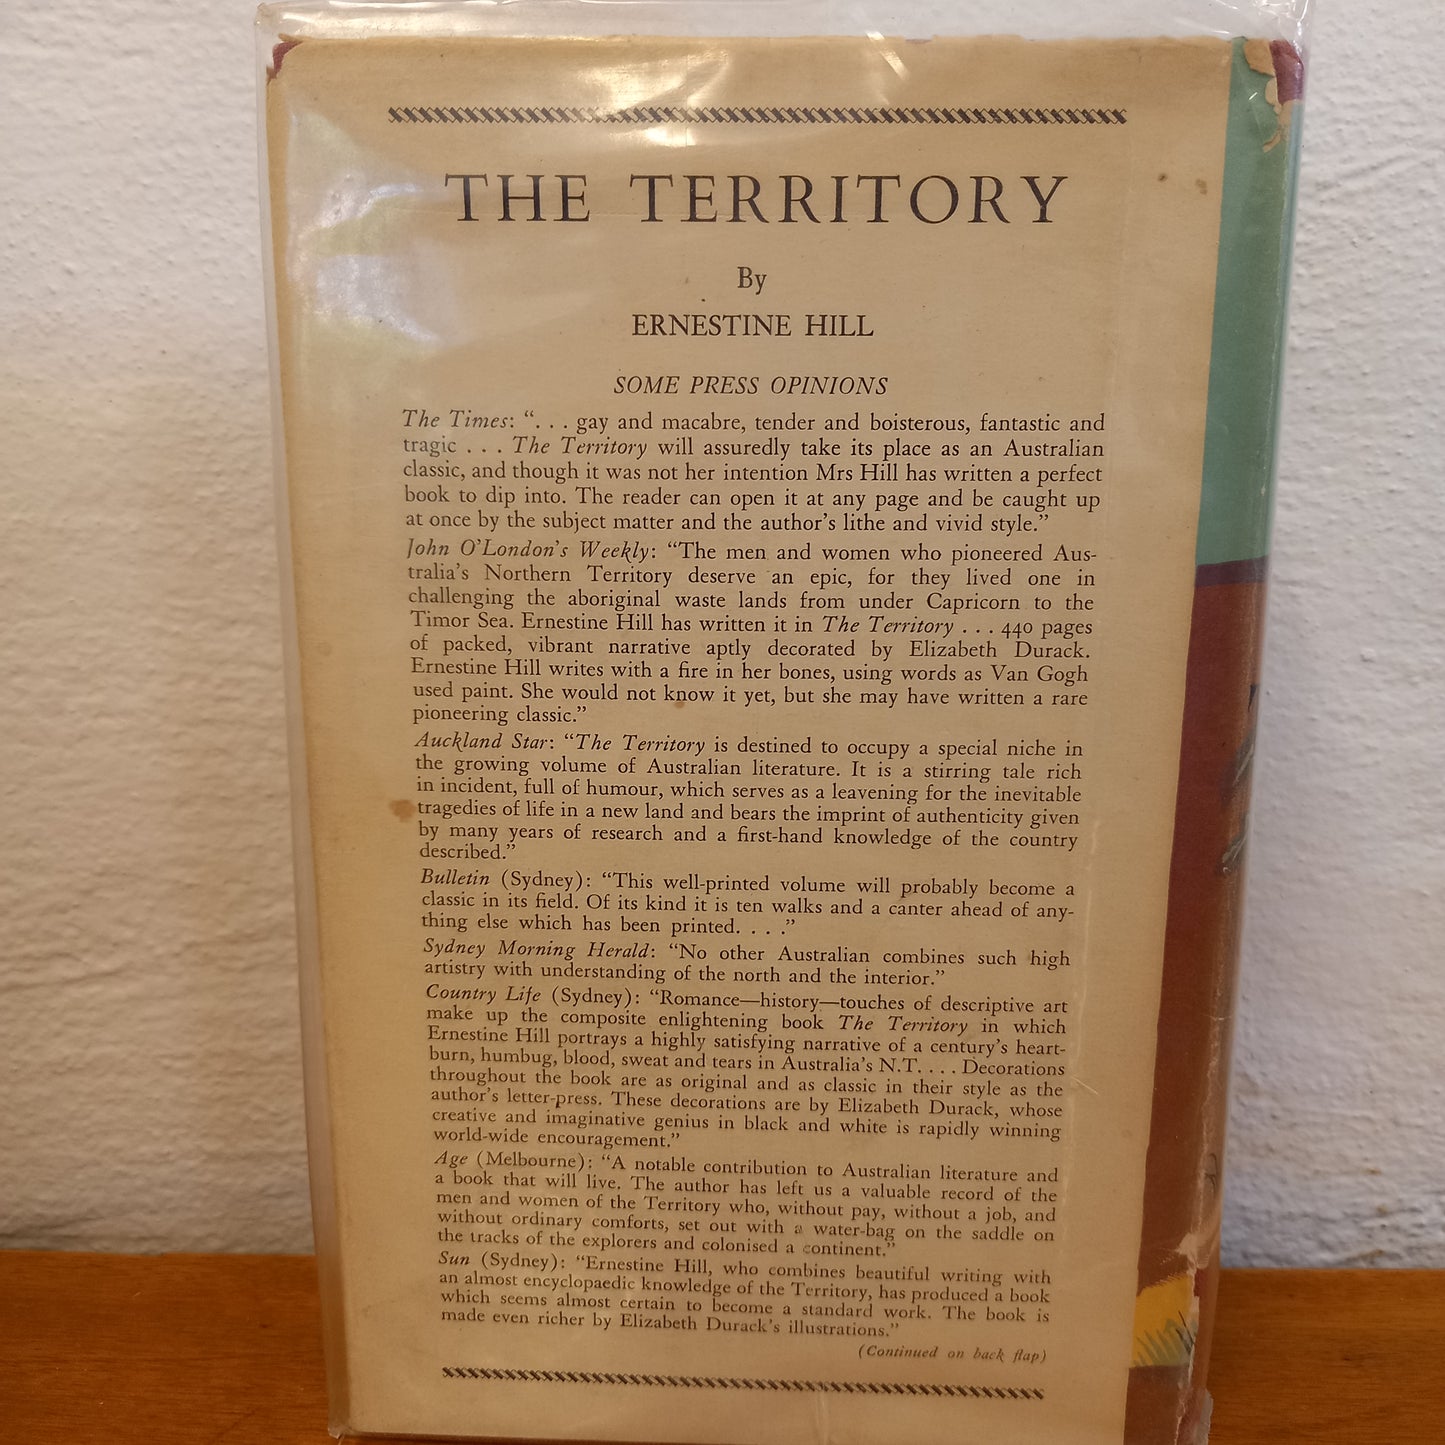 THE TERRITORY
By
ERNESTINE HILL
SOME PRESS OPINIONS
The Times: “. . . gay and macabre, tender and boisterous, fantastic and
tragic . . . The Territory will assuredly take its place as an Australian
classic, and though it was not her intention Mrs Hill has written a perfect
book to dip into. The reader can open it at any page and be caught up
at once by the subject matter and the author’s lithe and vivid style.”
John O’London’s Weekly: “The men and women who pioneered Aus-
tralia’s Northern Territory deserve an epic, for they lived one in
challenging the aboriginal waste lands from under Capricorn to the
Timor Sea. Ernestine Hill has written it in The Territory . . . 440 pages
of packed, vibrant narrative aptly decorated by Elizabeth Durack.
Ernestine Hill writes with a fire in her bones, using words as Van Gogh
used paint. She would not know it yet, but she may have written a rare
pioneering classic.”
Auckland Star: “The Territory is destined to occupy a special niche in
the growing volume of Australian literature. It is a stirring tale rich
in incident, full of humour, which serves as a leavening for the inevitable
tragedies of life in a new land and bears the imprint of authenticity given
by many years of research and a first-hand knowledge of the country
described.”
Bulletin (Sydney): “This well-printed volume will probably become a
classic in its field. Of its kind it is ten walks and a canter ahead of any-
thing else which has been printed. . . .”
Sydney Morning Herald: “No other Australian combines such high
artistry with understanding of the north and the interior.”
Country Life (Sydney): “Romance—history—touches of descriptive art
make up the composite enlightening book The Territory in which
Ernestine Hill portrays a highly satisfying narrative of a century’s heart-
burn, humbug, blood, sweat and tears in Australia’s N.T. . . . Decorations
throughout the book are as original and as classic in their style as the
author’s letter-press. These decorations are by Elizabeth Durack, whose
creative and imaginative genius in black and white is rapidly winning
world-wide encouragement.”
Age (Melbourne): “A notable contribution to Australian literature and
a book that will live. The author has left us a valuable record of the
men and women of the Territory who, without pay, without a job, and
without ordinary comforts, set out with a water-bag on the saddle on
the tracks of the explorers and colonised a continent.”
Sun (Sydney): “Ernestine Hill, who combines beautiful writing with
an almost encyclopaedic knowledge of the Territory, has produced a book
which seems almost certain to become a standard work. The book is
made even richer by Elizabeth Durack’s illustrations.”
(Continued on back flap)